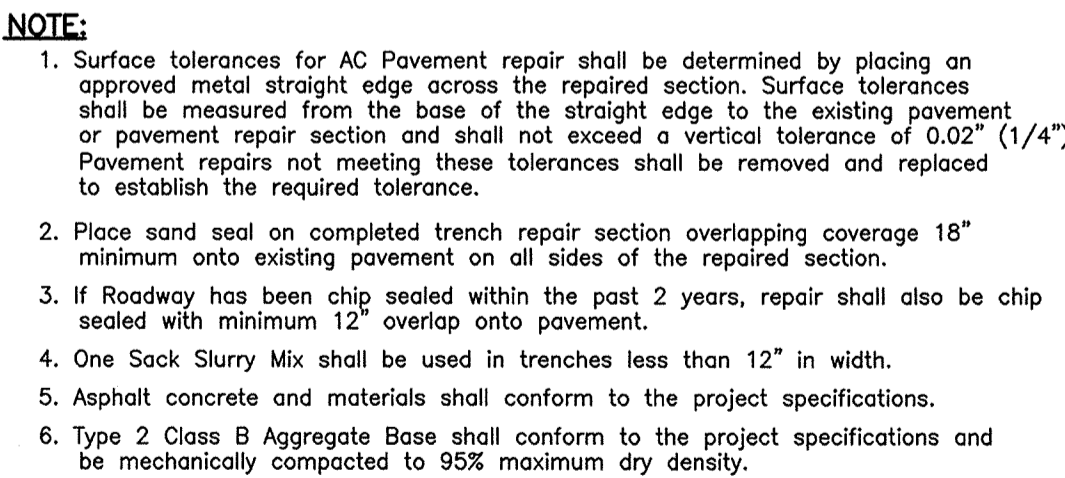 NOTE:
1. Surface tolerances for AC Pavement repair shall be determined by placing an
approved metal straight edge across the repaired section. Surface tolerances
shall be measured from the base of the straight edge to the existing pavement
or pavement repair section and shall not exceed a vertical tolerance of 0.02" (1/4")
Pavement repairs not meeting these tolerances shall be removed and replaced
to establish the required tolerance.
2. Place sand seal on completed trench repair section overlapping coverage 18"
minimum onto existing pavement on all sides of the repaired section.
3. If Roadway has been chip sealed within the past 2 years, repair shall also be chip
sealed with minimum 12" overlap onto pavement.
4. One Sack Slurry Mix shall be used in trenches less than 12" in width.
5. Asphalt concrete and materials shall conform to the project specifications.
6. Type 2 Class B Aggregate Base shall conform to the project specifications and
be mechanically compacted to 95% maximum dry density.